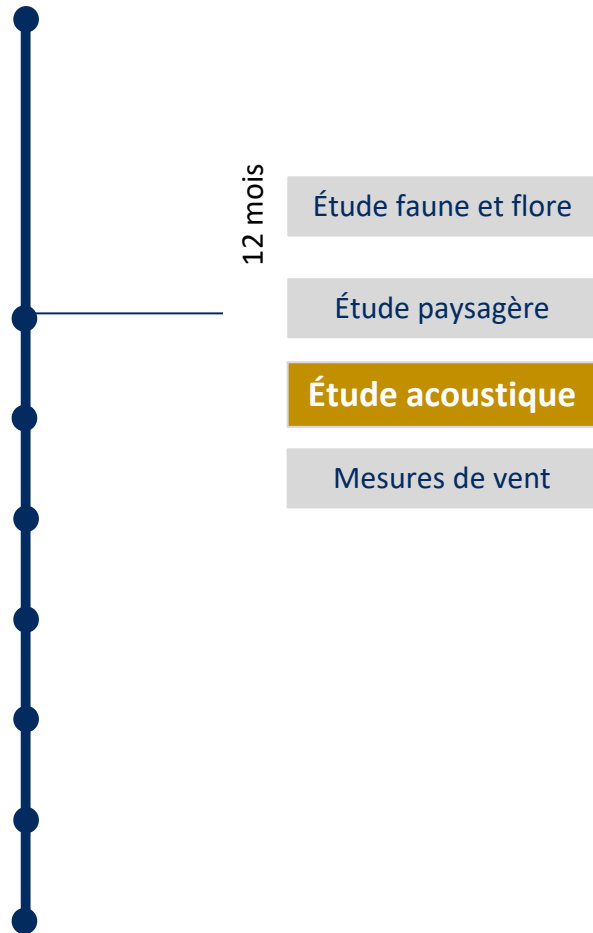 12 mois
Étude faune et flore
Étude paysagère
Étude acoustique
Mesures de vent